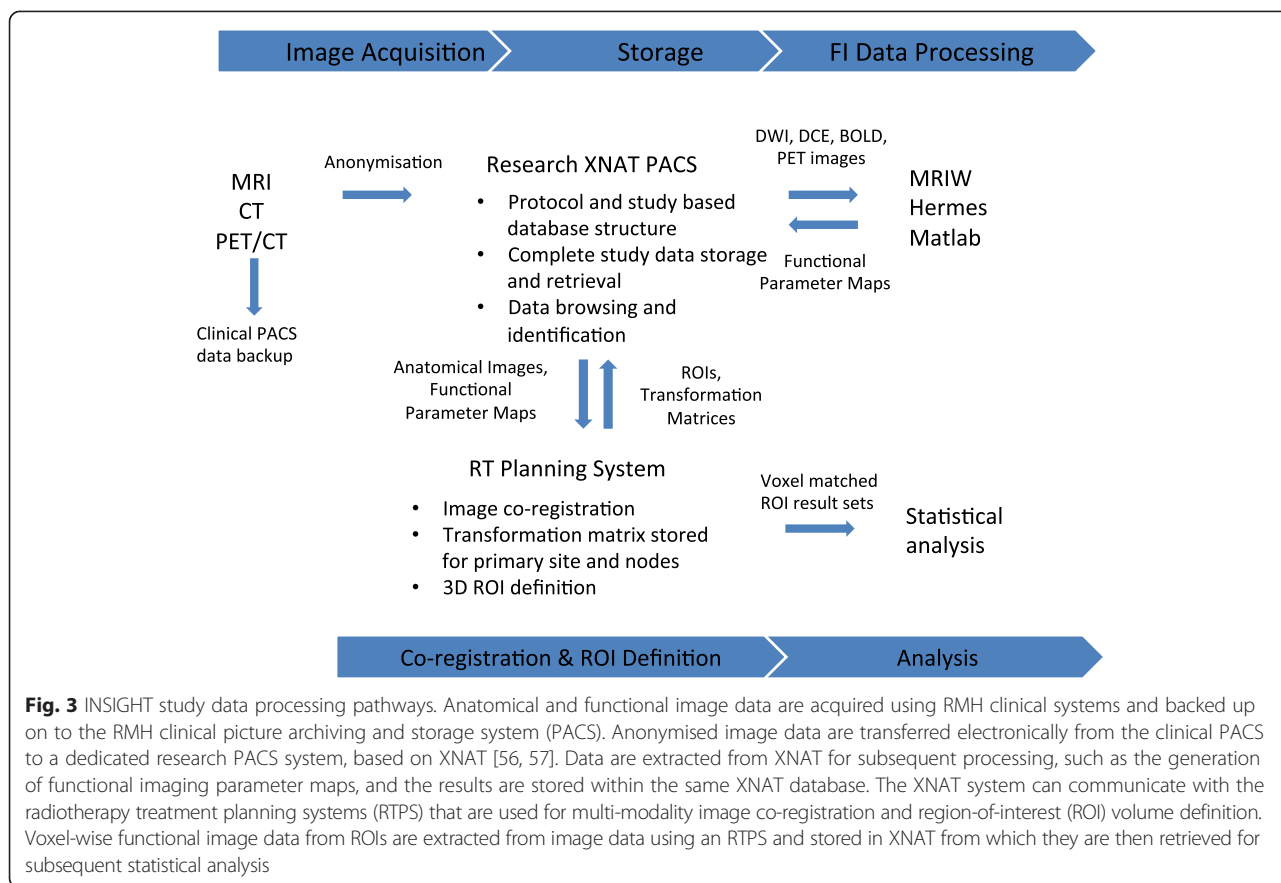 Image Acquisition
Storage
FI Data Processing
MRI
CT
PET/CT
Clinical PACS
data backup
Anonymisation
Research XNAT PACS
• Protocol and study based
database structure
• Complete study data storage
and retrieval
• Data browsing and
identification
DWI, DCE, BOLD,
PET images
Functional
Parameter Maps
MRIW
Hermes
Matlab
Anatomical Images,
Functional
Parameter Maps
ROIs,
Transformation
Matrices
RT Planning System
• Image co-registration
• Transformation matrix stored
for primary site and nodes
• 3D ROI definition
Voxel matched
ROI result sets
Statistical
analysis
Co-registration & ROI Definition
Analysis
Fig. 3 INSIGHT study data processing pathways. Anatomical and functional image data are acquired using RMH clinical systems and backed up
on to the RMH clinical picture archiving and storage system (PACS). Anonymised image data are transferred electronically from the clinical PACS
to a dedicated research PACS system, based on XNAT [56, 57]. Data are extracted from XNAT for subsequent processing, such as the generation
of functional imaging parameter maps, and the results are stored within the same XNAT database. The XNAT system can communicate with the
radiotherapy treatment planning systems (RTPS) that are used for multi-modality image co-registration and region-of-interest (ROI) volume definition.
Voxel-wise functional image data from ROIs are extracted from image data using an RTPS and stored in XNAT from which they are then retrieved for
subsequent statistical analysis